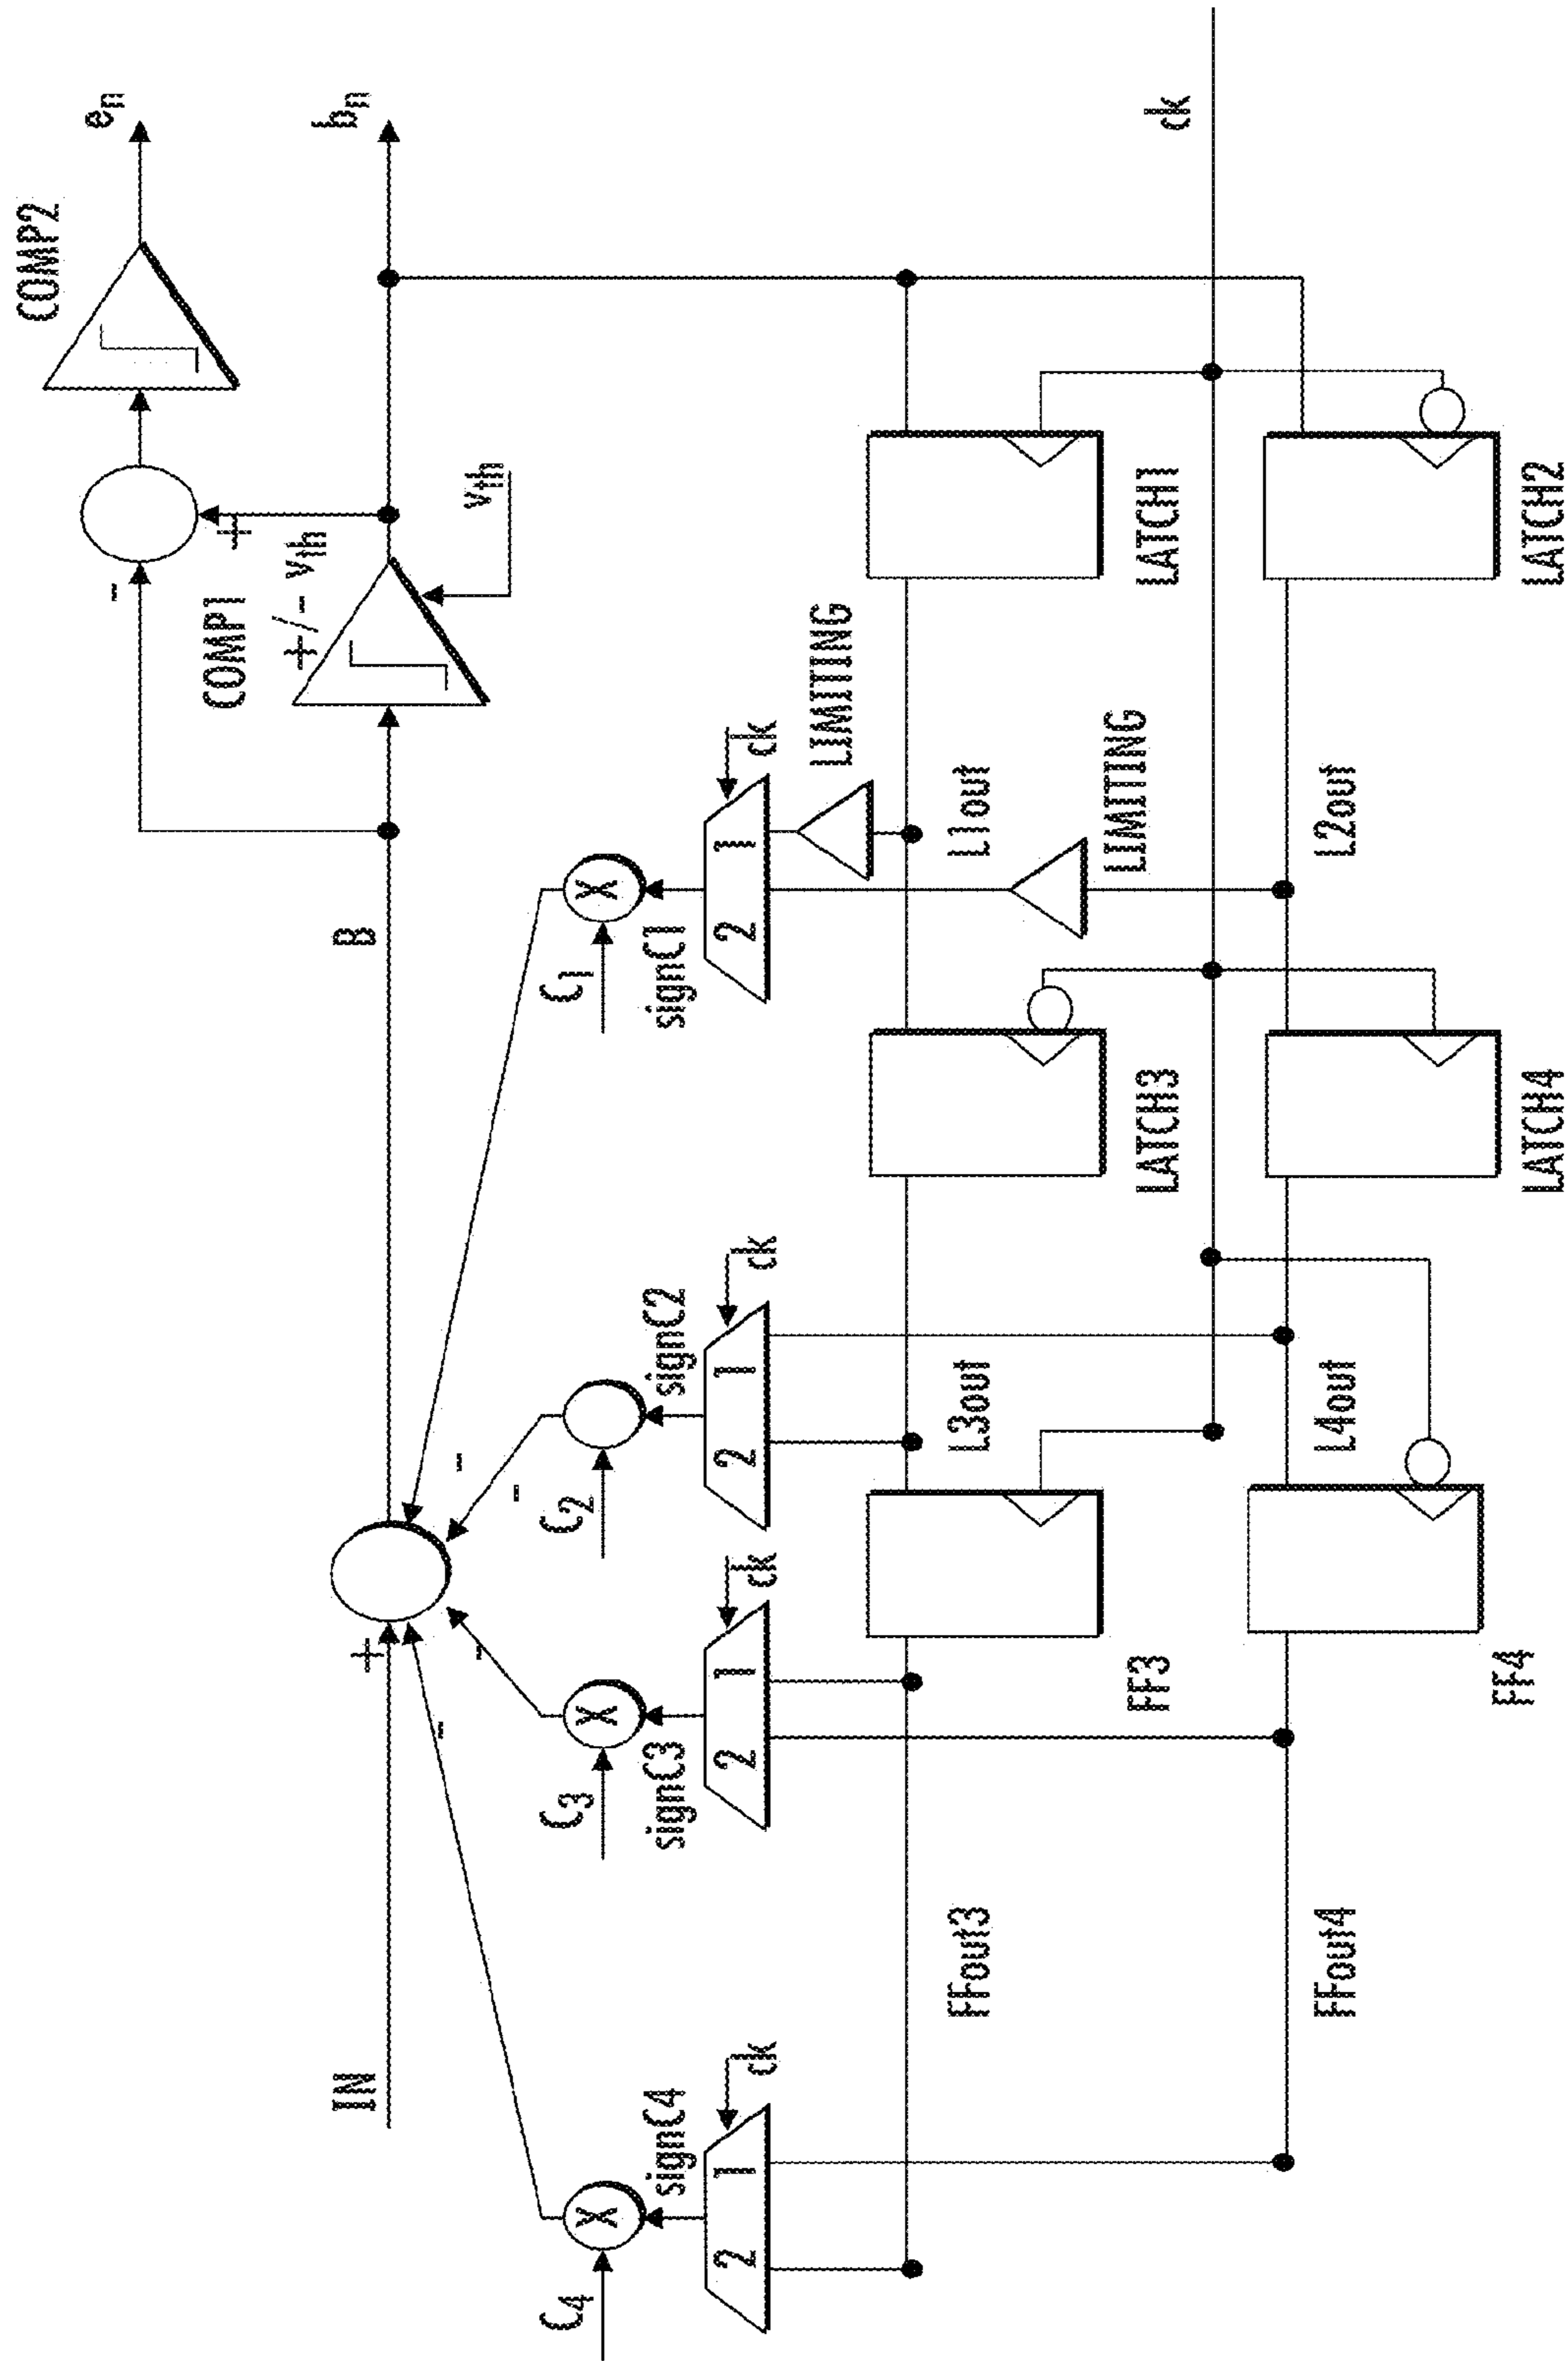 COMP2
eₙ
-
+
COMP1
+/- vth
vth
bₙ
B
IN
+
-
-
-
-
C4
X
signC4
2 1
ck
C3
X
signC3
2 1
ck
C2
signC2
2 1
ck
C1
X
signC1
2 1
ck
LIMITING
LIMITING
FFout3
FF3
L3out
LATCH3
L1out
LATCH1
ck
FFout4
FF4
L4out
LATCH4
L2out
LATCH2